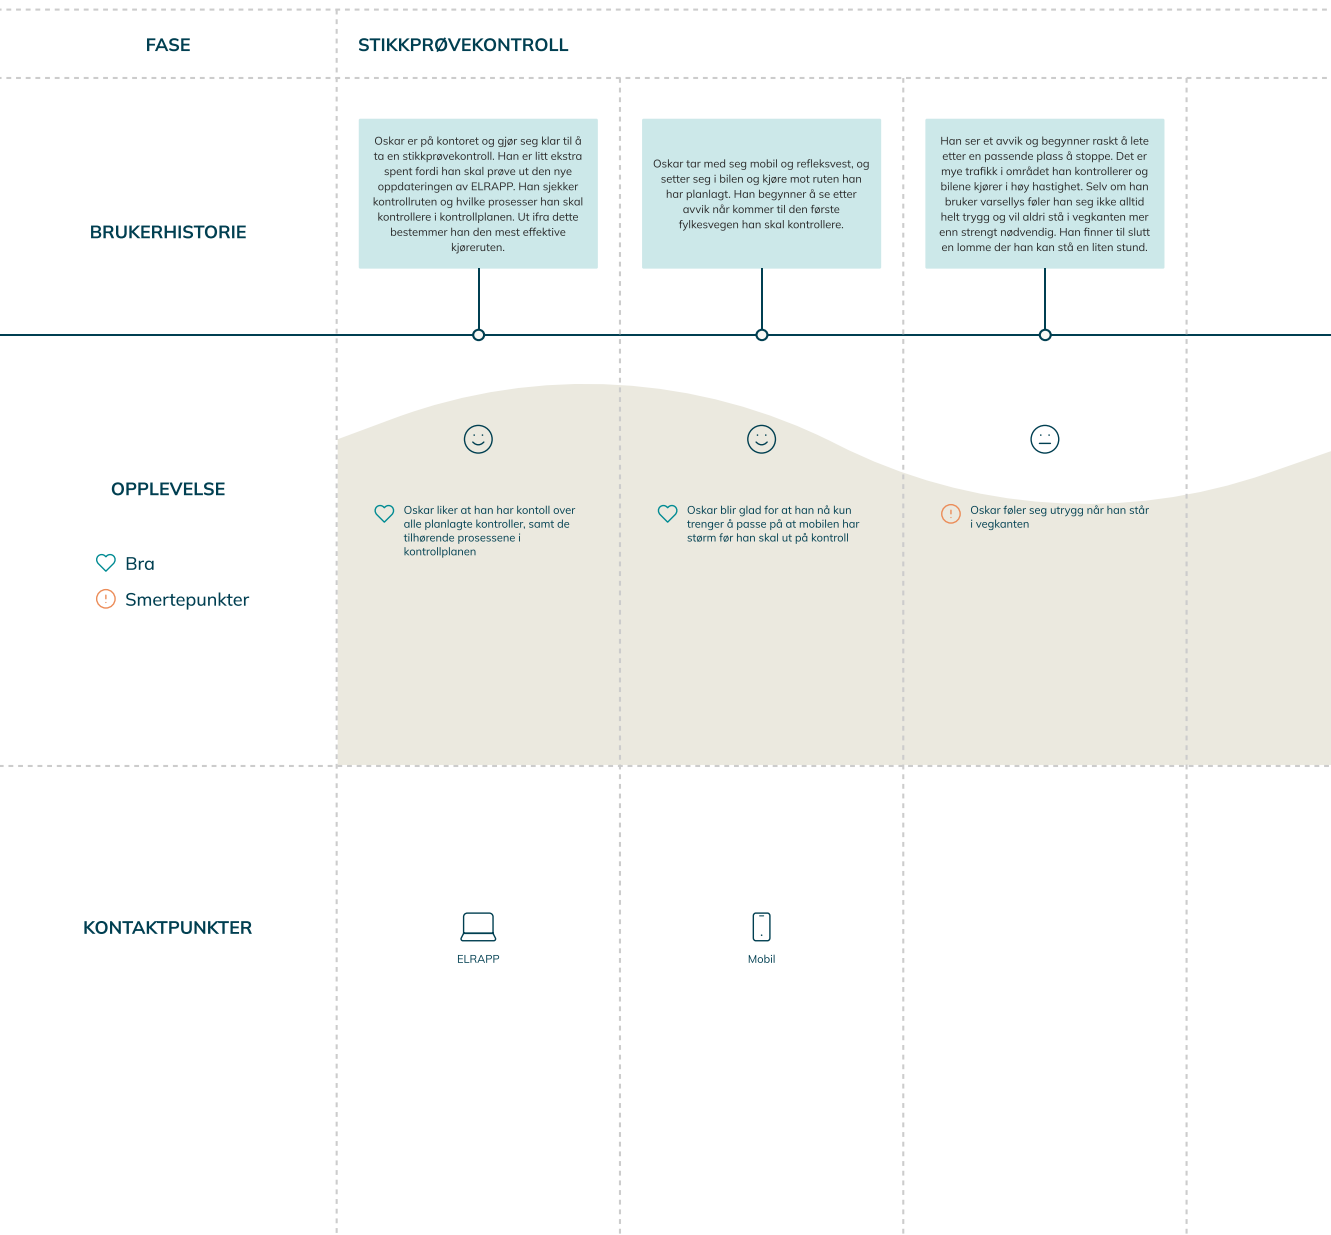 FASE
STIKKPRØVEKONTROLL
BRUKERHISTORIE
Oskar er på kontoret og gjør seg klar til å
ta en stikkprøvekontroll. Han er litt ekstra
spent fordi han skal prøve ut den nye
oppdateringen av ELRAPP. Han sjekker
kontrollruten og hvilke prosesser han skal
kontrollere i kontrollplanen. Ut ifra dette
bestemmer han den mest effektive
kjøreruten.
Oskar tar med seg mobil og refleksvest, og
setter seg i bilen og kjøre mot ruten han
har planlagt. Han begynner å se etter
avvik når kommer til den første
fylkesvegen han skal kontrollere.
Han ser et avvik og begynner raskt å lete
etter en passende plass å stoppe. Det er
mye trafikk i området han kontrollerer og
bilene kjører i høy hastighet. Selv om han
bruker varsellys føler han seg ikke alltid
helt trygg og vil aldri stå i vegkanten mer
enn strengt nødvendig. Han finner til slutt
en lomme der han kan stå en liten stund.
OPPLEVELSE
Bra
Smertepunkter
Oskar liker at han har kontoll over
alle planlagte kontroller, samt de
tilhørende prosessene i
kontrollplanen
Oskar blir glad for at han nå kun
trenger å passe på at mobilen har
størm før han skal ut på kontroll
Oskar føler seg utrygg når han står
i vegkanten
KONTAKTPUNKTER
ELRAPP
Mobil